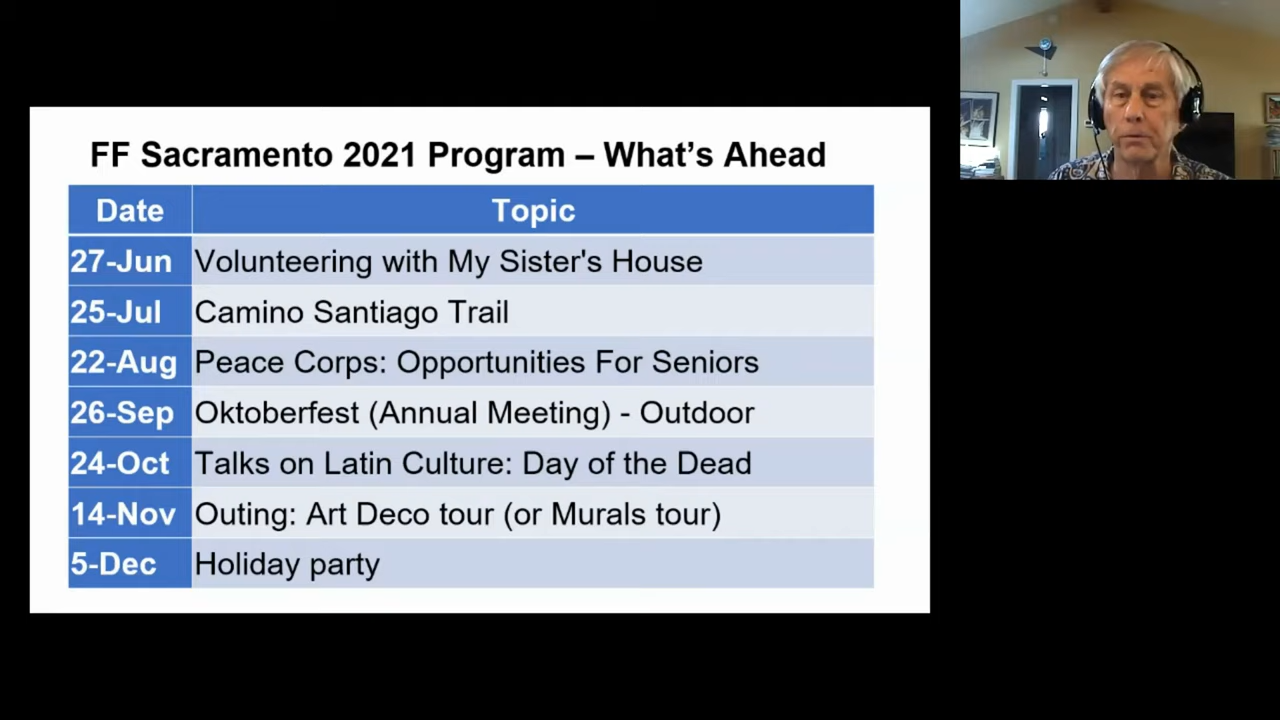 FF Sacramento 2021 Program – What’s Ahead
Date Topic
27-Jun Volunteering with My Sister's House
25-Jul Camino Santiago Trail
22-Aug Peace Corps: Opportunities For Seniors
26-Sep Oktoberfest (Annual Meeting) - Outdoor
24-Oct Talks on Latin Culture: Day of the Dead
14-Nov Outing: Art Deco tour (or Murals tour)
5-Dec Holiday party